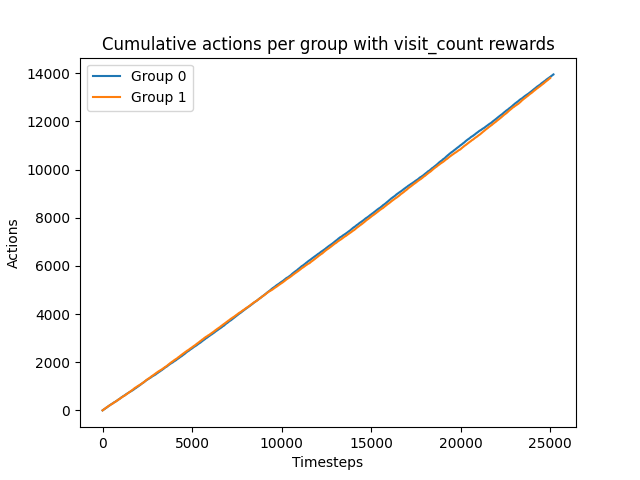 Cumulative actions per group with visit_count rewards
Group 0
Group 1
14000
12000
10000
8000
6000
4000
2000
0
Actions
0 5000 10000 15000 20000 25000
Timesteps